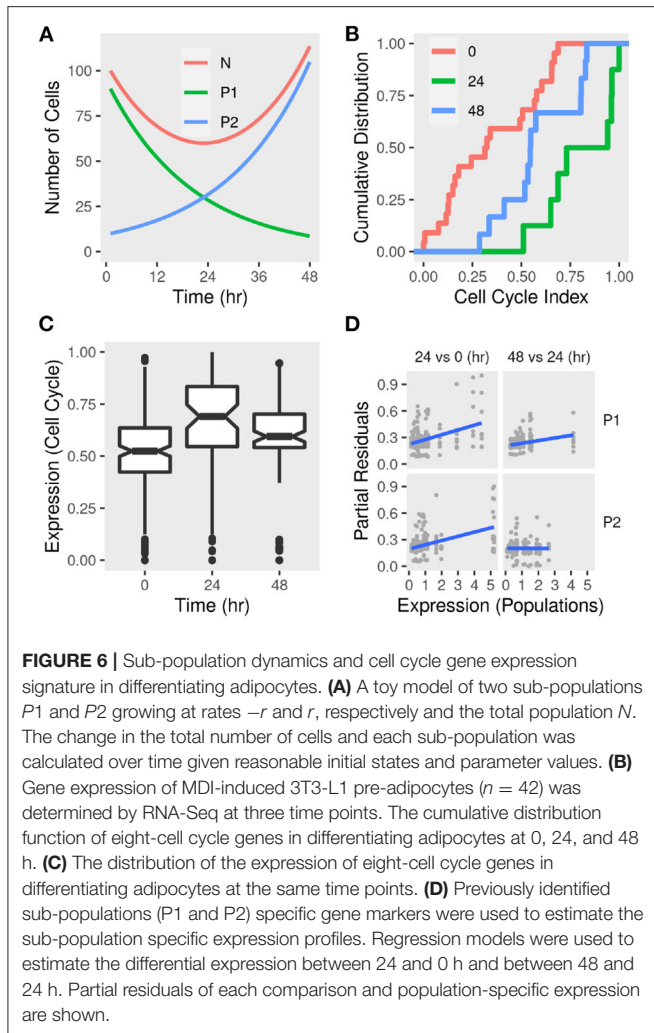 A
N
P1
P2
Number of Cells
100
75
50
25
0
0 12 24 36 48
Time (hr)
B
0
24
48
Cumulative Distribution
1.00
0.75
0.50
0.25
0.00
0.00 0.25 0.50 0.75 1.00
Cell Cycle Index
C
Expression (Cell Cycle)
1.00
0.75
0.50
0.25
0.00
0 24 48
Time (hr)
D
24 vs 0 (hr) 48 vs 24 (hr)
Partial Residuals
0.9
0.6
0.3
0.0
P1
0.9
0.6
0.3
0.0
P2
0 1 2 3 4 5 0 1 2 3 4 5
Expression (Populations)
FIGURE 6 | Sub-population dynamics and cell cycle gene expression
signature in differentiating adipocytes. (A) A toy model of two sub-populations
P1 and P2 growing at rates −r and r, respectively and the total population N.
The change in the total number of cells and each sub-population was
calculated over time given reasonable initial states and parameter values. (B)
Gene expression of MDI-induced 3T3-L1 pre-adipocytes (n = 42) was
determined by RNA-Seq at three time points. The cumulative distribution
function of eight-cell cycle genes in differentiating adipocytes at 0, 24, and 48
h. (C) The distribution of the expression of eight-cell cycle genes in
differentiating adipocytes at the same time points. (D) Previously identified
sub-populations (P1 and P2) specific gene markers were used to estimate the
sub-population specific expression profiles. Regression models were used to
estimate the differential expression between 24 and 0 h and between 48 and
24 h. Partial residuals of each comparison and population-specific expression
are shown.